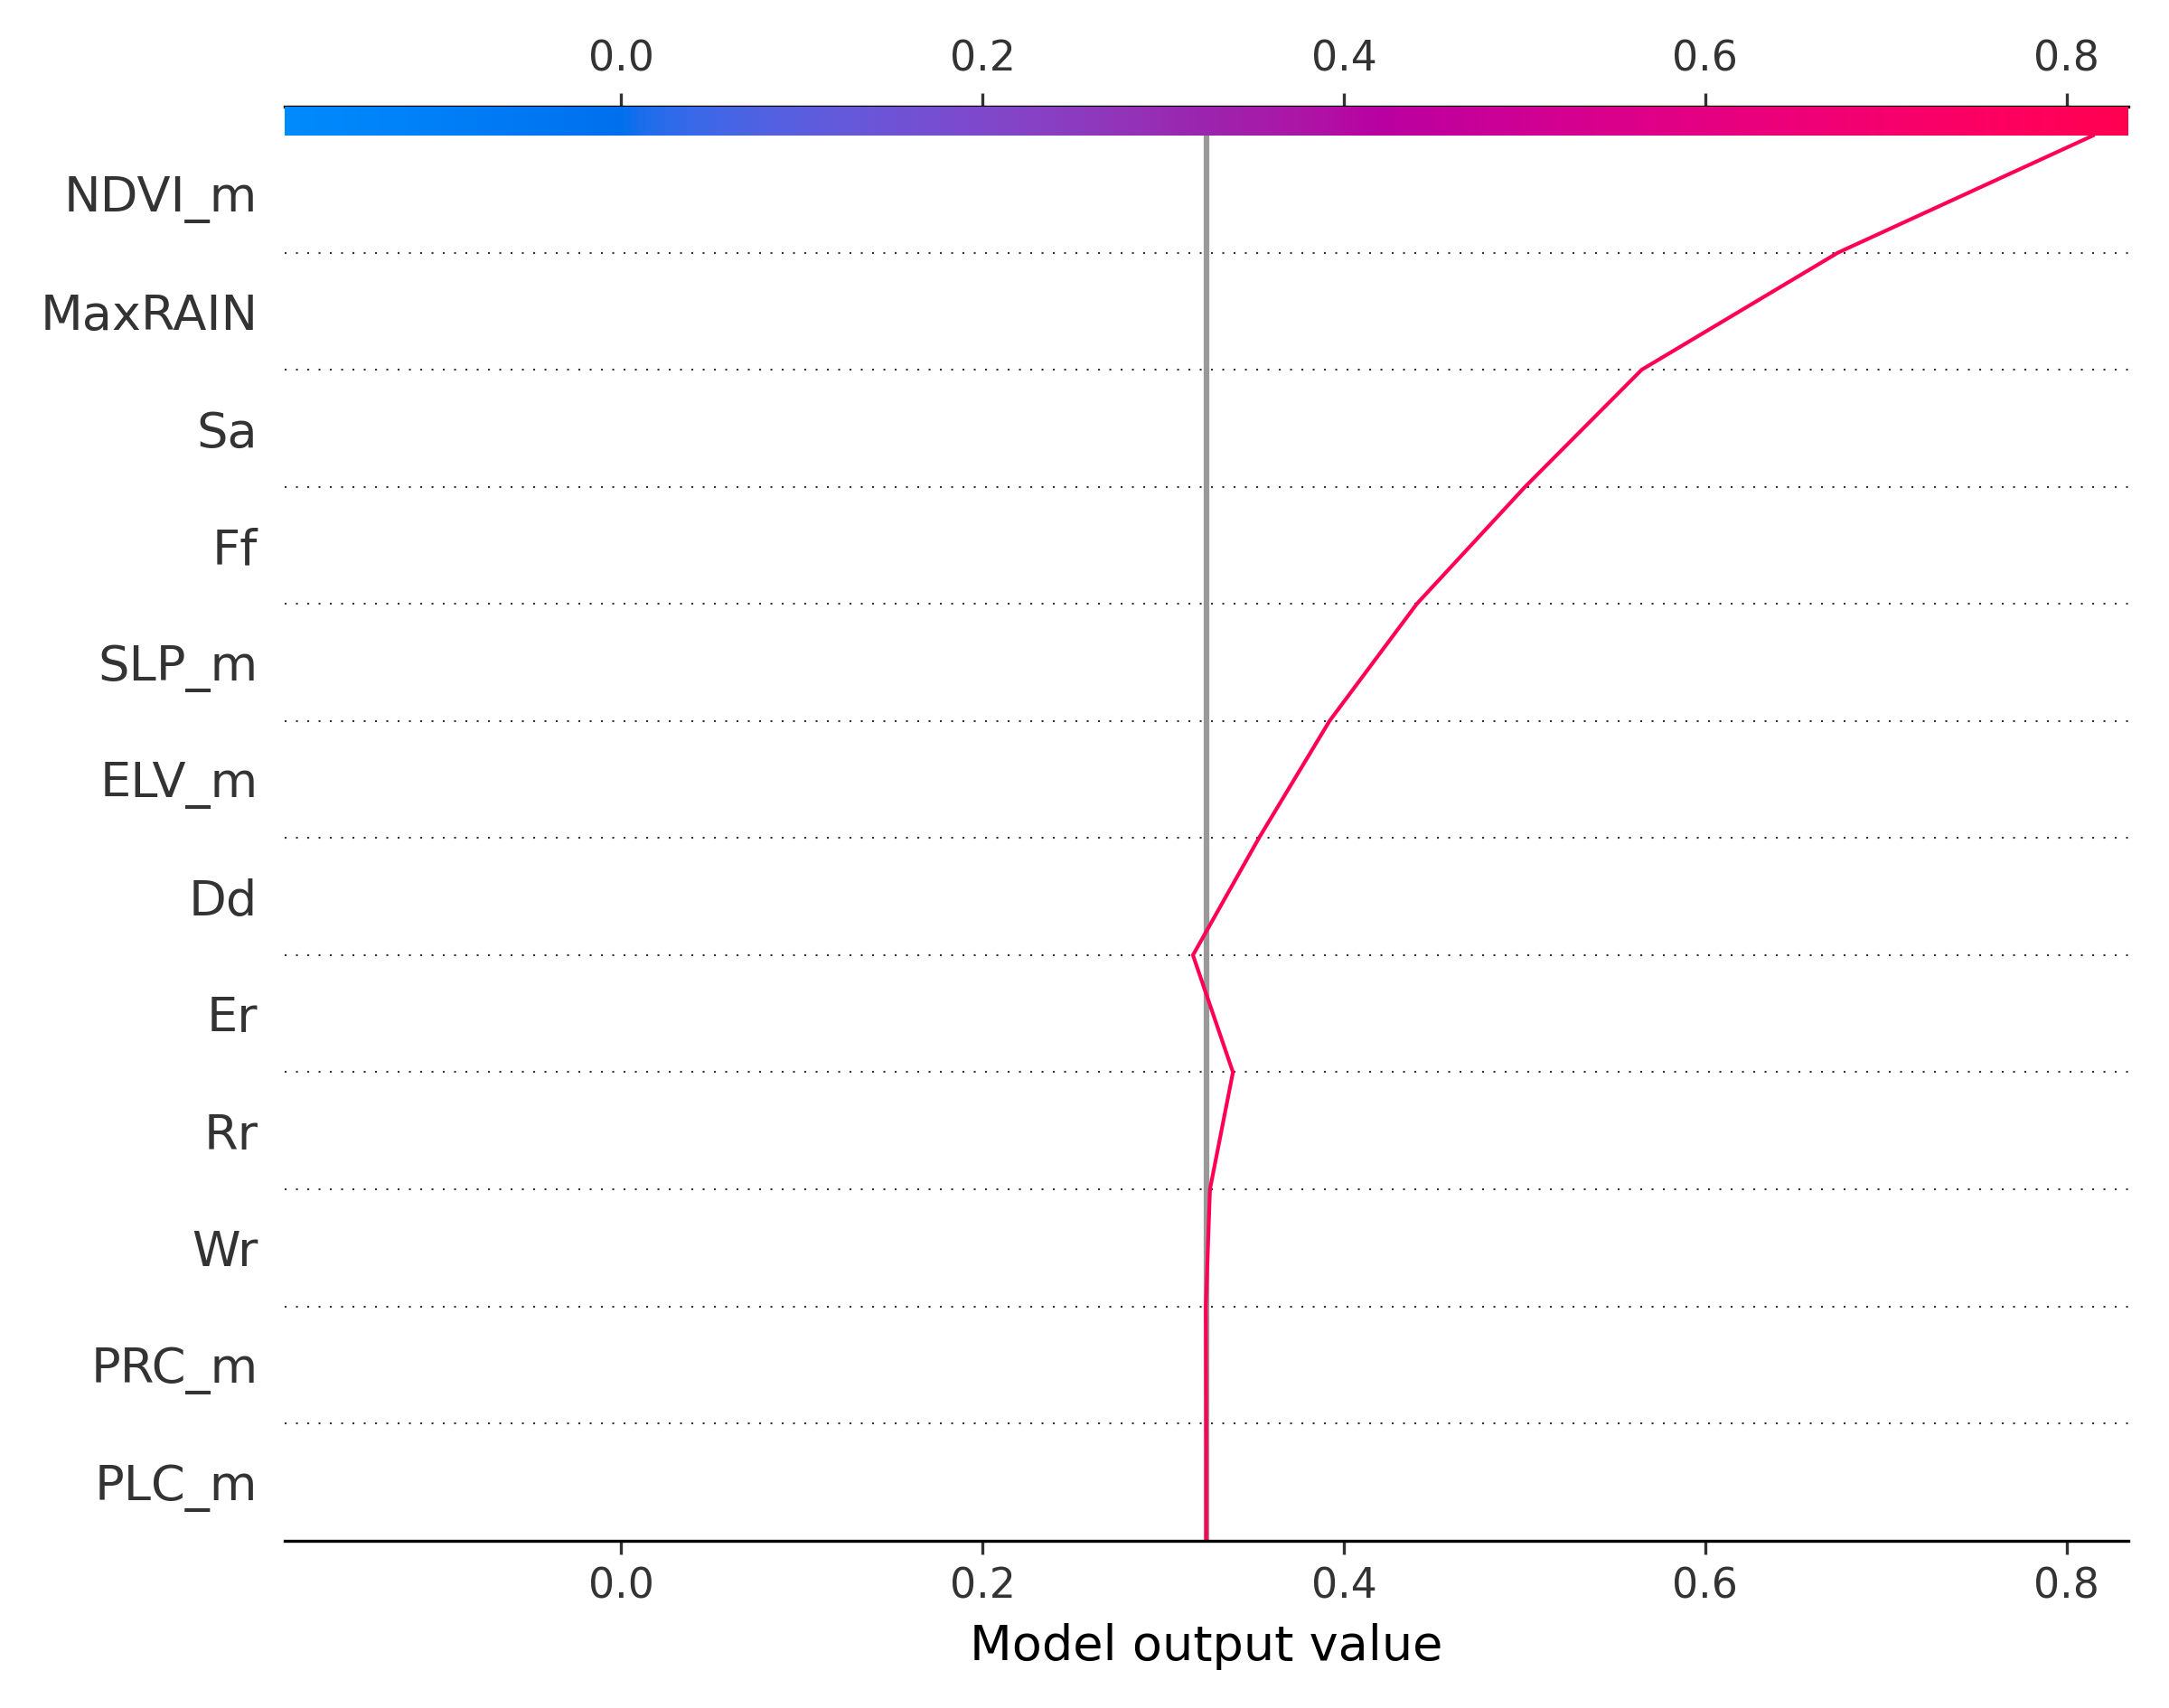 0.0 0.2 0.4 0.6 0.8
NDVI_m
MaxRAIN
Sa
Ff
SLP_m
ELV_m
Dd
Er
Rr
Wr
PRC_m
PLC_m
0.0 0.2 0.4 0.6 0.8
Model output value